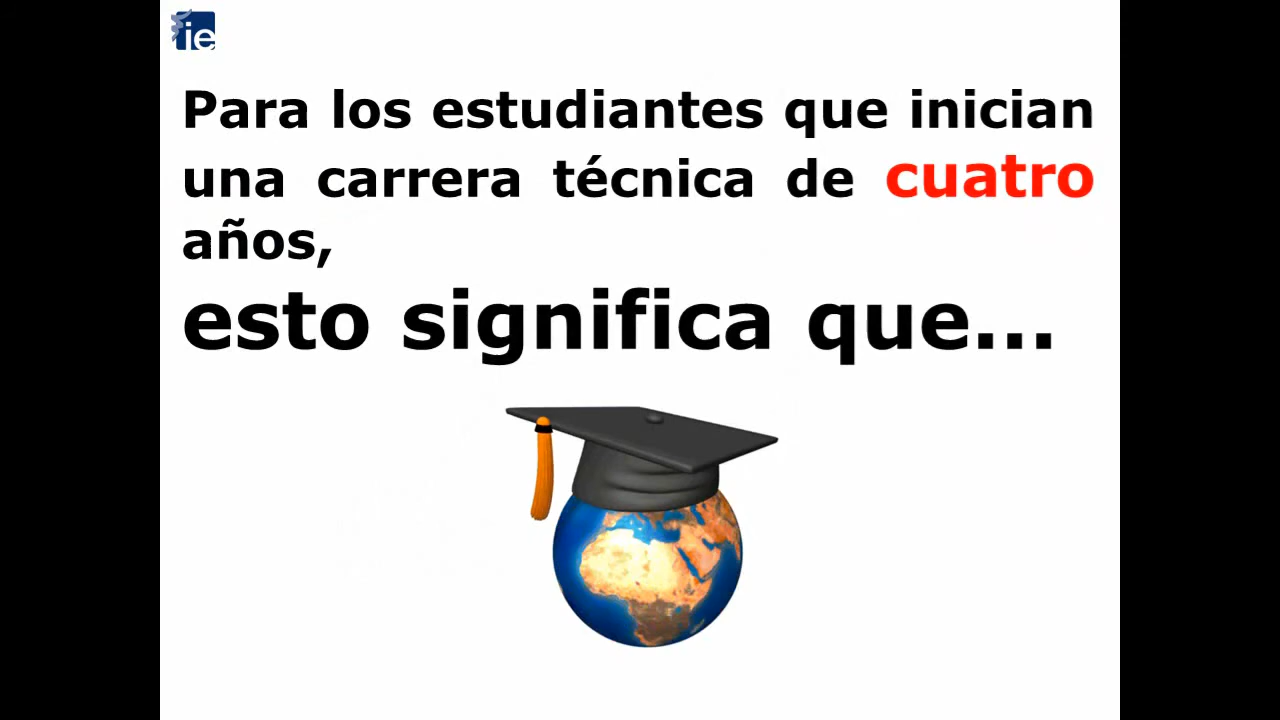 ie
Para los estudiantes que inician
una carrera técnica de cuatro
años,
esto significa que...